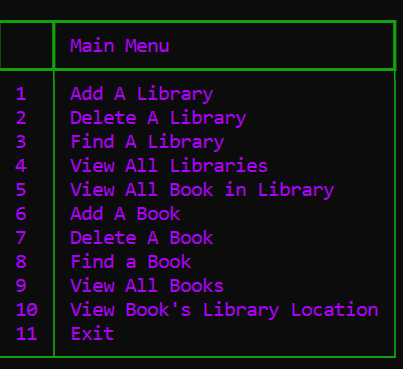 Main Menu
1 Add A Library
2 Delete A Library
3 Find A Library
4 View All Libraries
5 View All Book in Library
6 Add A Book
7 Delete A Book
8 Find a Book
9 View All Books
10 View Book's Library Location
11 Exit